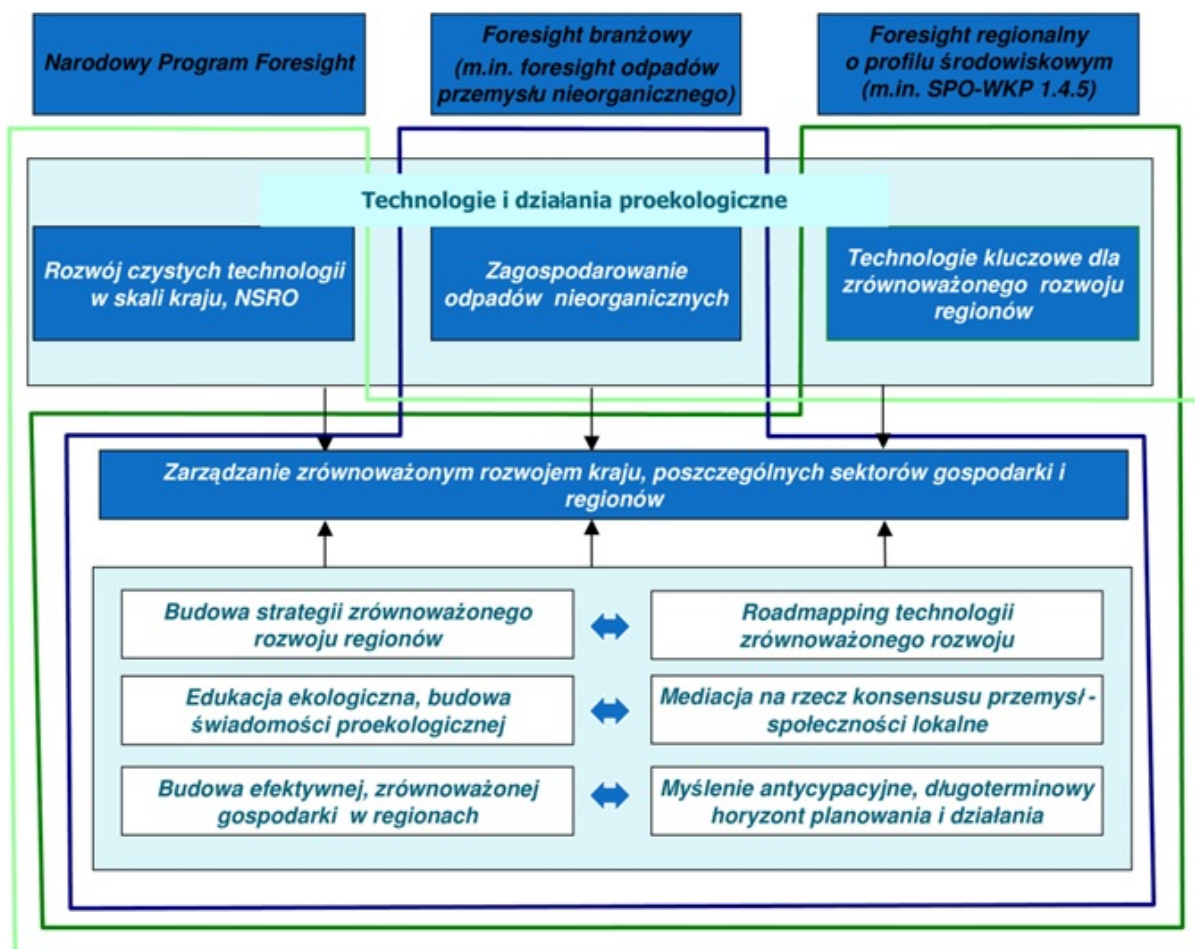 Narodowy Program Foresight
Foresight branżowy
(m.in. foresight odpadów
przemysłu nieorganicznego)
Foresight regionalny
o profilu środowiskowym
(m.in. SPO-WKP 1.4.5)
Technologie i działania proekologiczne
Rozwój czystych technologii
w skali kraju, NSRO
Zagospodarowanie
odpadów nieorganicznych
Technologie kluczowe dla
zrównoważonego rozwoju
regionów
Zarządzanie zrównoważonym rozwojem kraju, poszczególnych sektorów gospodarki i
regionów
Budowa strategii zrównoważonego
rozwoju regionów
Roadmapping technologii
zrównoważonego rozwoju
Edukacja ekologiczna, budowa
świadomości proekologicznej
Mediacja na rzecz konsensusu przemysł -
społeczności lokalne
Budowa efektywnej, zrównoważonej
gospodarki w regionach
Myślenie antycypacyjne, długoterminowy
horyzont planowania i działania